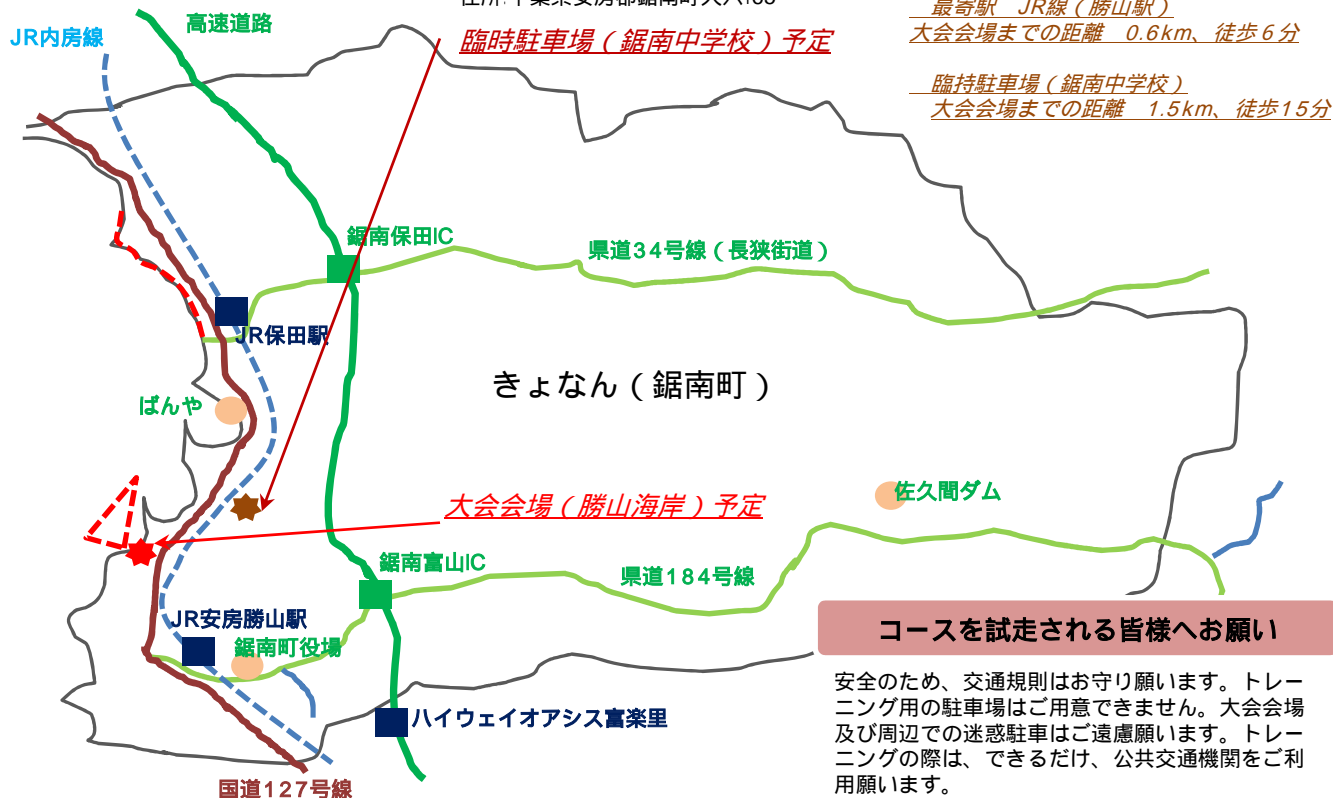 高速道路
JR内房線
臨時駐車場（鋸南中学校）予定
最寄駅　JR線（勝山駅）
大会会場までの距離　0.6km、徒歩６分
臨持駐車場（鋸南中学校）
大会会場までの距離　1.5km、徒歩15分
鋸南保田IC
県道34号線（長狭街道）
JR保田駅
きょなん（鋸南町）
ばんや
大会会場（勝山海岸）予定
佐久間ダム
鋸南富山IC
県道184号線
JR安房勝山駅
鋸南町役場
ハイウェイオアシス富楽里
国道127号線
コースを試走される皆様へお願い
安全のため、交通規則はお守り願います。トレー
ニング用の駐車場はご用意できません。大会会場
及び周辺での迷惑駐車はご遠慮願います。トレー
ニングの際は、できるだけ、公共交通機関をご利
用願います。